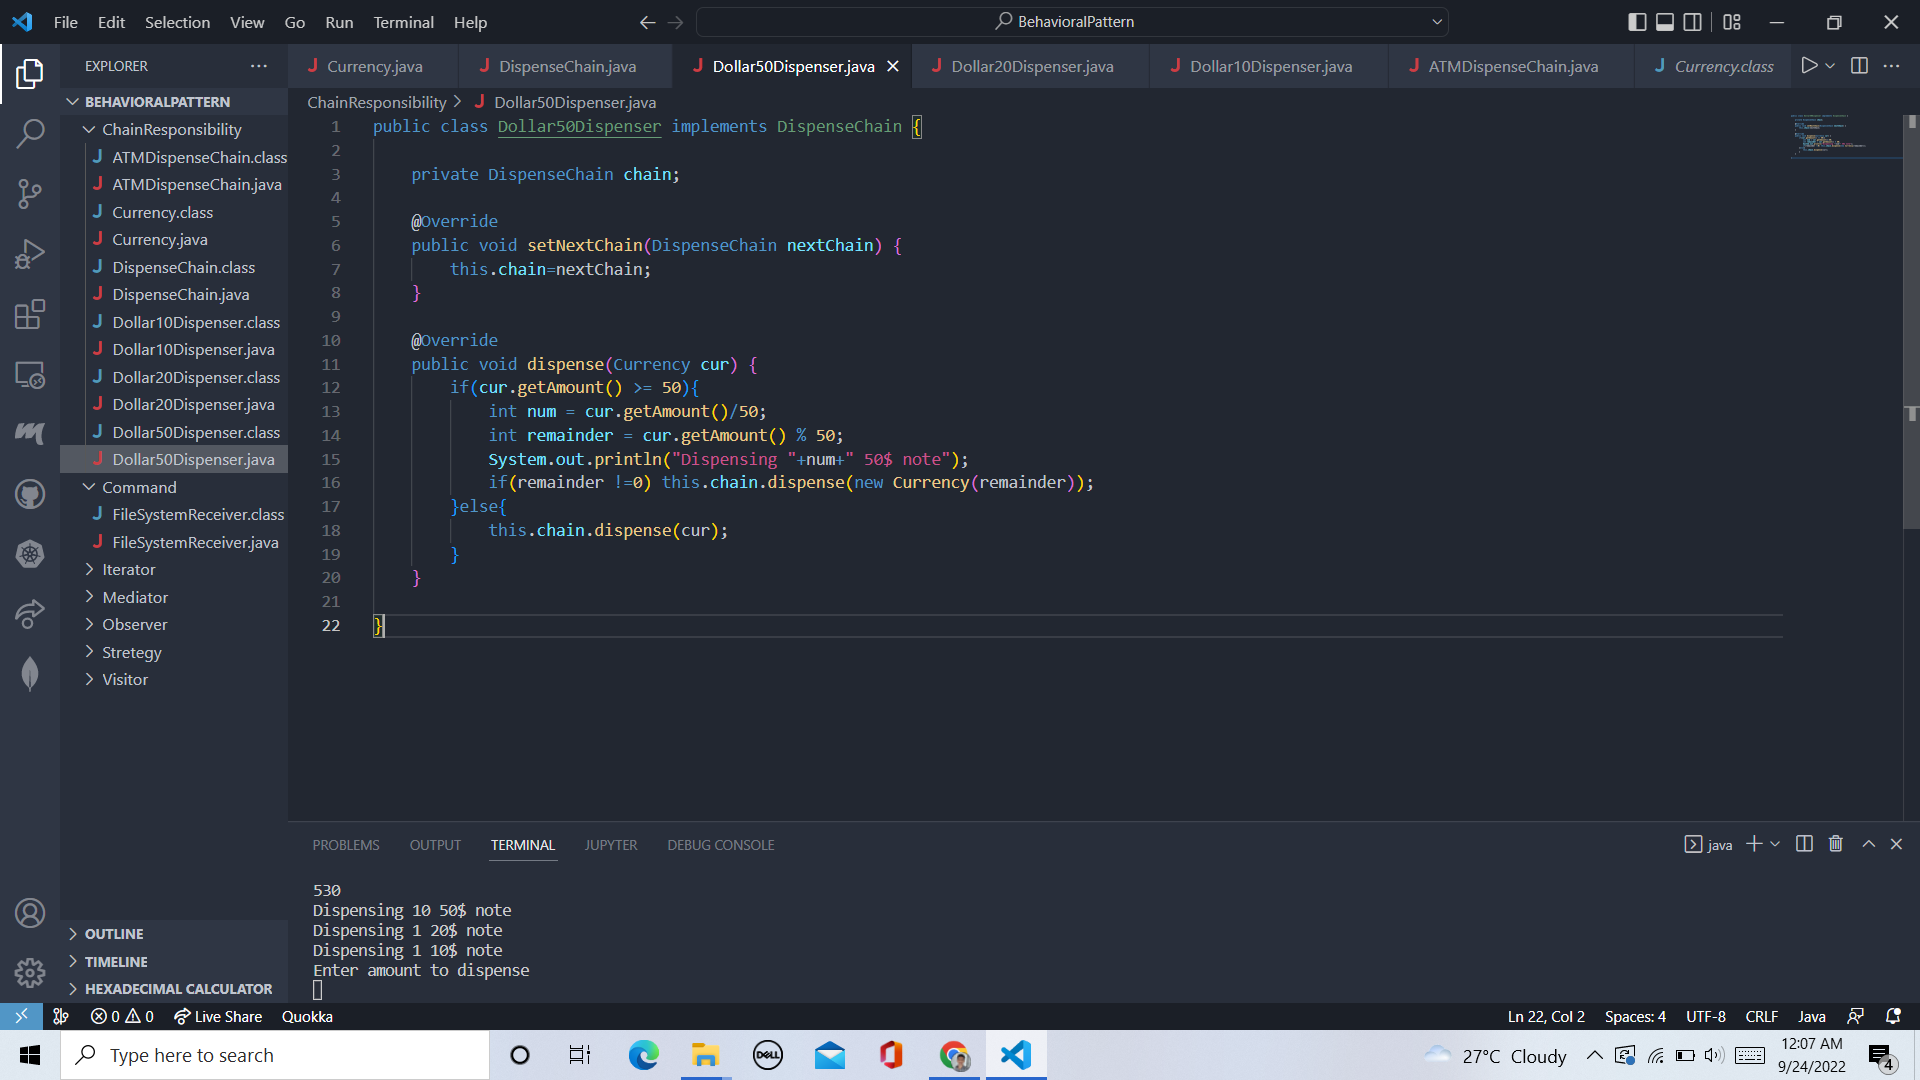 File Edit Selection View Go Run Terminal Help
BehavioralPattern
EXPLORER
Currency.java
DispenseChain.java
Dollar50Dispenser.java
Dollar20Dispenser.java
Dollar10Dispenser.java
ATMDispenseChain.java
Currency.class
BEHAVIORALPATTERN
ChainResponsibility
ATMDispenseChain.class
ATMDispenseChain.java
Currency.class
Currency.java
DispenseChain.class
DispenseChain.java
Dollar10Dispenser.class
Dollar10Dispenser.java
Dollar20Dispenser.class
Dollar20Dispenser.java
Dollar50Dispenser.class
Dollar50Dispenser.java
Command
FileSystemReceiver.class
FileSystemReceiver.java
Iterator
Mediator
Observer
Stretegy
Visitor
OUTLINE
TIMELINE
HEXADECIMAL CALCULATOR
ChainResponsibility > Dollar50Dispenser.java
1 public class Dollar50Dispenser implements DispenseChain {
2
3 private DispenseChain chain;
4
5 @Override
6 public void setNextChain(DispenseChain nextChain) {
7 this.chain=nextChain;
8 }
9
10 @Override
11 public void dispense(Currency cur) {
12 if(cur.getAmount() >= 50){
13 int num = cur.getAmount()/50;
14 int remainder = cur.getAmount() % 50;
15 System.out.println("Dispensing "+num+" 50$ note");
16 if(remainder !=0) this.chain.dispense(new Currency(remainder));
17 }else{
18 this.chain.dispense(cur);
19 }
20 }
21
22 }
PROBLEMS OUTPUT TERMINAL JUPYTER DEBUG CONSOLE
java
530
Dispensing 10 50$ note
Dispensing 1 20$ note
Dispensing 1 10$ note
Enter amount to dispense
0 0 Live Share Quokka
Ln 22, Col 2 Spaces: 4 UTF-8 CRLF Java
Type here to search
DELL
27°C Cloudy
12:07 AM
9/24/2022
4